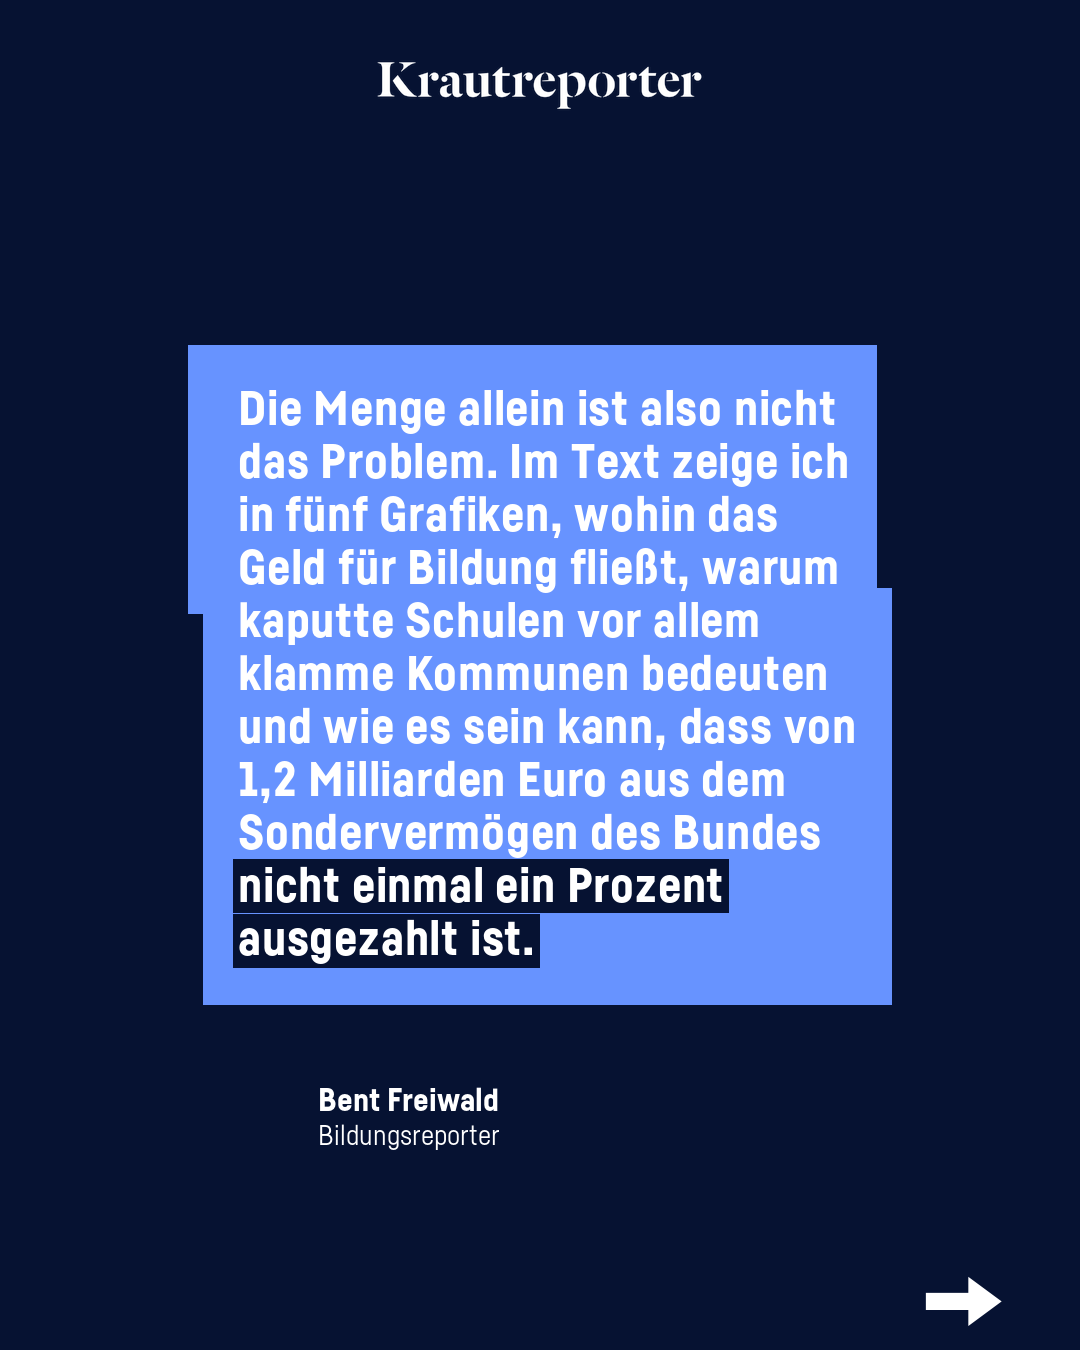 Krautreporter
Die Menge allein ist also nicht
das Problem. Im Text zeige ich
in fünf Grafiken, wohin das
Geld für Bildung fließt, warum
kaputte Schulen vor allem
klamme Kommunen bedeuten
und wie es sein kann, dass von
1,2 Milliarden Euro aus dem
Sondervermögen des Bundes
nicht einmal ein Prozent
ausgezahlt ist.
Bent Freiwald
Bildungsreporter